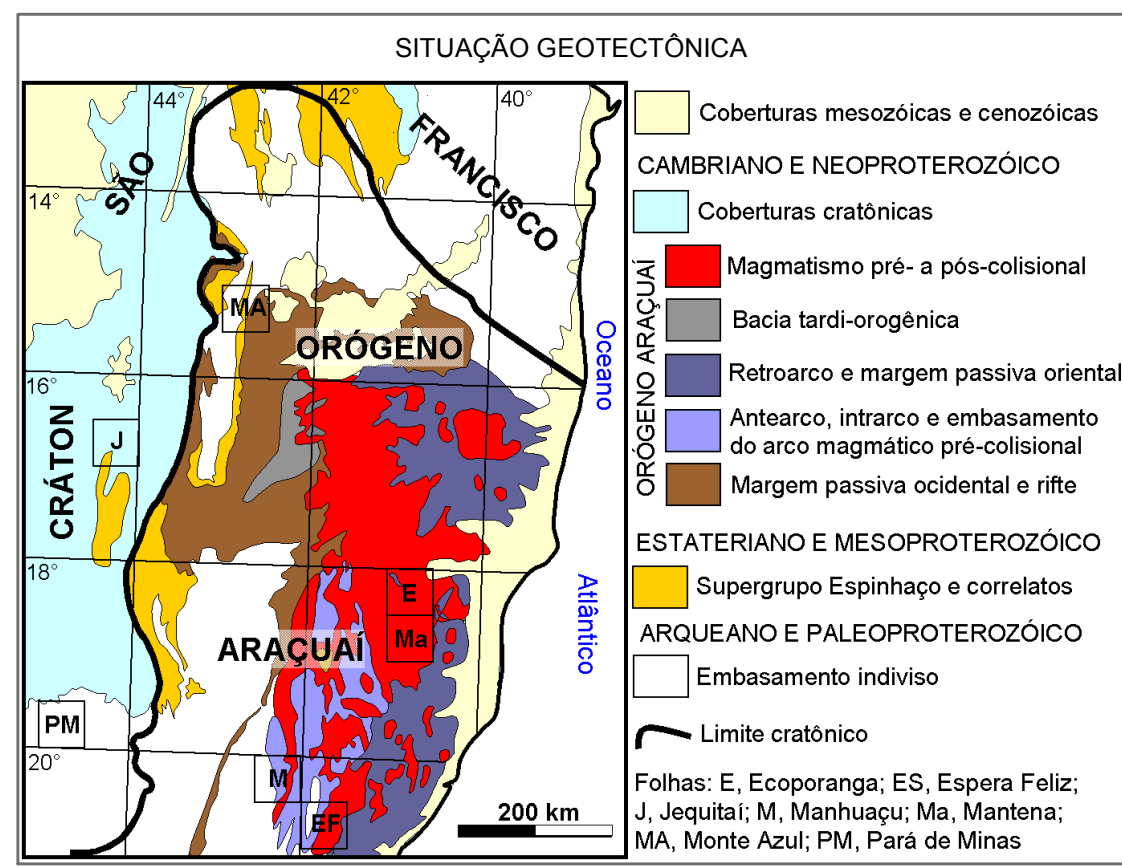 SITUAÇÃO GEOTECTÔNICA
44°
42°
40°
14°
16°
18°
20°
SÃO
FRANCISCO
CRÁTON
MA
ORÓGENO
J
E
Ma
ARAÇUAÍ
PM
M
EF
Oceano
Atlântico
200 km
Coberturas mesozóicas e cenozóicas
CAMBRIANO E NEOPROTEROZÓICO
Coberturas cratônicas
ORÓGENO ARAÇUAÍ
Magmatismo pré- a pós-colisional
Bacia tardi-orogênica
Retroarco e margem passiva oriental
Antearco, intrarco e embasamento
do arco magmático pré-colisional
Margem passiva ocidental e rifte
ESTATERIANO E MESOPROTEROZÓICO
Supergrupo Espinhaço e correlatos
ARQUEANO E PALEOPROTEROZÓICO
Embasamento indiviso
Limite cratônico
Folhas: E, Ecoporanga; ES, Espera Feliz;
J, Jequitaí; M, Manhuaçu; Ma, Mantena;
MA, Monte Azul; PM, Pará de Minas